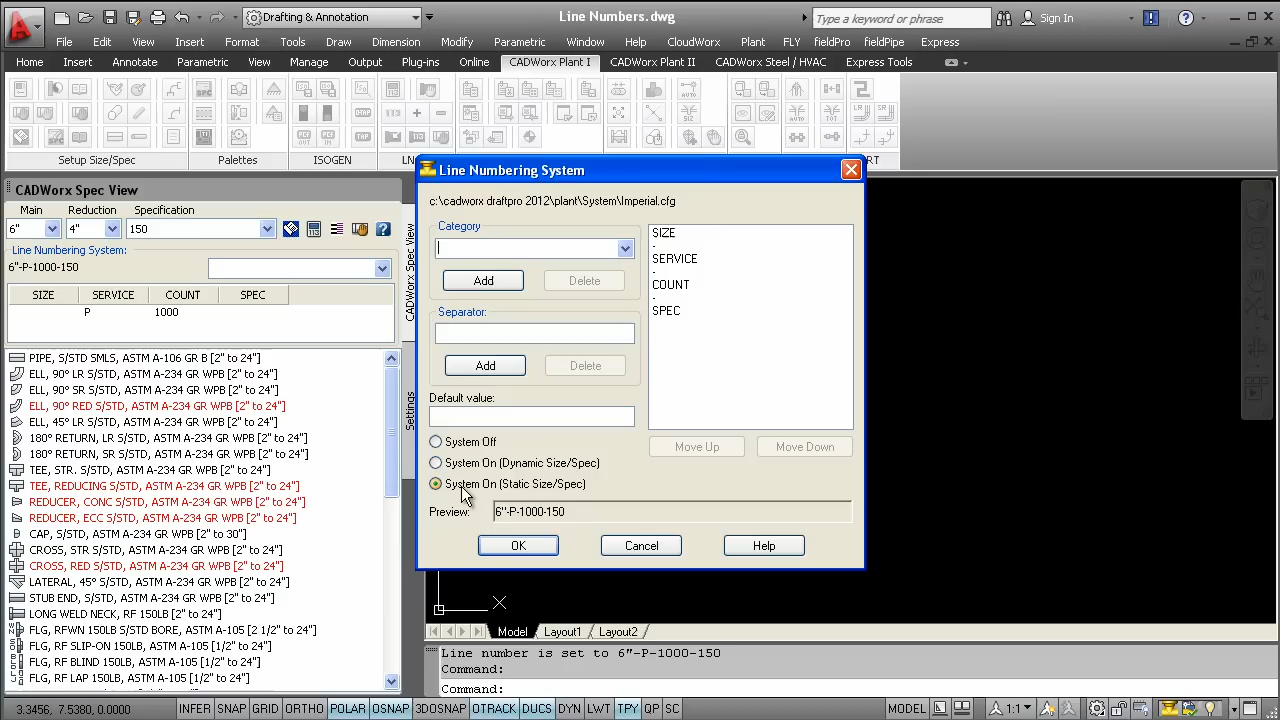 Drafting & Annotation
Line Numbers.dwg
Type a keyword or phrase
Sign In
File Edit View Insert Format Tools Draw Dimension Modify Parametric Window Help CloudWorx Plant FLY fieldPro fieldPipe Express
Home Insert Annotate Parametric View Manage Output Plug-ins Online CADWorx Plant I CADWorx Plant II CADWorx Steel / HVAC Express Tools
Setup Size/Spec Palettes ISOGEN
CADWorx Spec View
Main Reduction Specification
6" 4" 150
Line Numbering System:
6"-P-1000-150
SIZE SERVICE COUNT SPEC
P 1000
PIPE, S/STD SMLS, ASTM A-106 GR B [2" to 24"]
ELL, 90° LR S/STD, ASTM A-234 GR WPB [2" to 24"]
ELL, 90° SR S/STD, ASTM A-234 GR WPB [2" to 24"]
ELL, 90° RED S/STD, ASTM A-234 GR WPB [2" to 24"]
ELL, 45° LR S/STD, ASTM A-234 GR WPB [2" to 24"]
180° RETURN, LR S/STD, ASTM A-234 GR WPB [2" to 24"]
180° RETURN, SR S/STD, ASTM A-234 GR WPB [2" to 24"]
TEE, STR. S/STD, ASTM A-234 GR WPB [2" to 24"]
TEE, REDUCING S/STD, ASTM A-234 GR WPB [2" to 24"]
REDUCER, CONC S/STD, ASTM A-234 GR WPB [2" to 24"]
REDUCER, ECC S/STD, ASTM A-234 GR WPB [2" to 24"]
CAP, S/STD, ASTM A-234 GR WPB [2" to 30"]
CROSS, STR S/STD, ASTM A-234 GR WPB [2" to 24"]
CROSS, RED S/STD, ASTM A-234 GR WPB [2" to 24"]
LATERAL, 45° S/STD, ASTM A-234 GR WPB [2" to 24"]
STUB END, S/STD, ASTM A-234 GR WPB [2" to 24"]
LONG WELD NECK, RF 150LB [2" to 24"]
FLG, RFWN 150LB S/STD BORE, ASTM A-105 [2 1/2" to 24"]
FLG, RF SLIP-ON 150LB, ASTM A-105 [1/2" to 24"]
FLG, RF BLIND 150LB, ASTM A-105 [1/2" to 24"]
FLG, RF LAP 150LB, ASTM A-105 [1/2" to 24"]
CADWorx Spec View
Settings
Line Numbering System
c:\cadworx draftpro 2012\plant\System\Imperial.cfg
Category
Add Delete
Separator:
Add Delete
Default value:
System Off
System On (Dynamic Size/Spec)
System On (Static Size/Spec)
SIZE
-
SERVICE
-
COUNT
-
SPEC
Move Up Move Down
Preview: 6"-P-1000-150
OK Cancel Help
X
Model Layout1 Layout2
Line number is set to 6"-P-1000-150
Command:
Command:
3.3456, 7.5380, 0.0000 INFER SNAP GRID ORTHO POLAR OSNAP 3DOSNAP OTRACK DUCS DYN LWT TPY QP SC MODEL 1:1